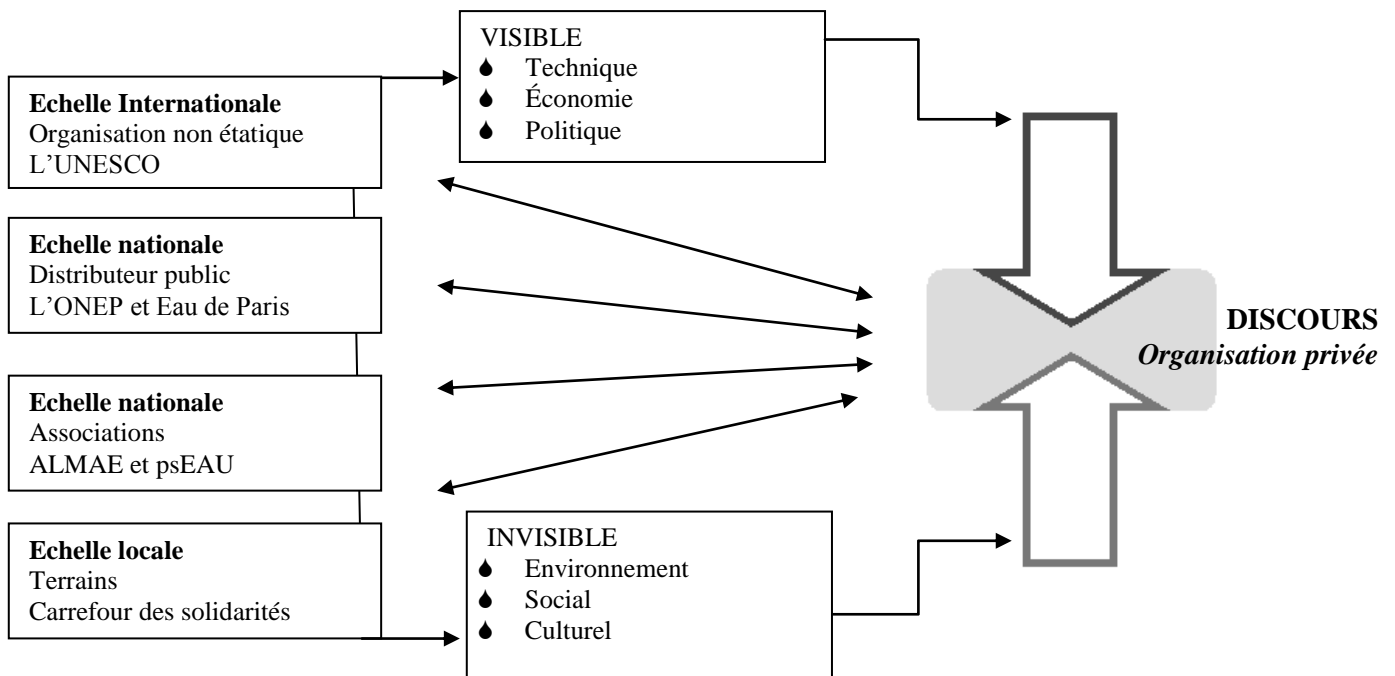 VISIBLE
Technique
Économie
Politique
Echelle Internationale
Organisation non étatique
L’UNESCO
Echelle nationale
Distributeur public
L’ONEP et Eau de Paris
DISCOURS
Organisation privée
Echelle nationale
Associations
ALMAE et psEAU
Echelle locale
Terrains
Carrefour des solidarités
INVISIBLE
Environnement
Social
Culturel